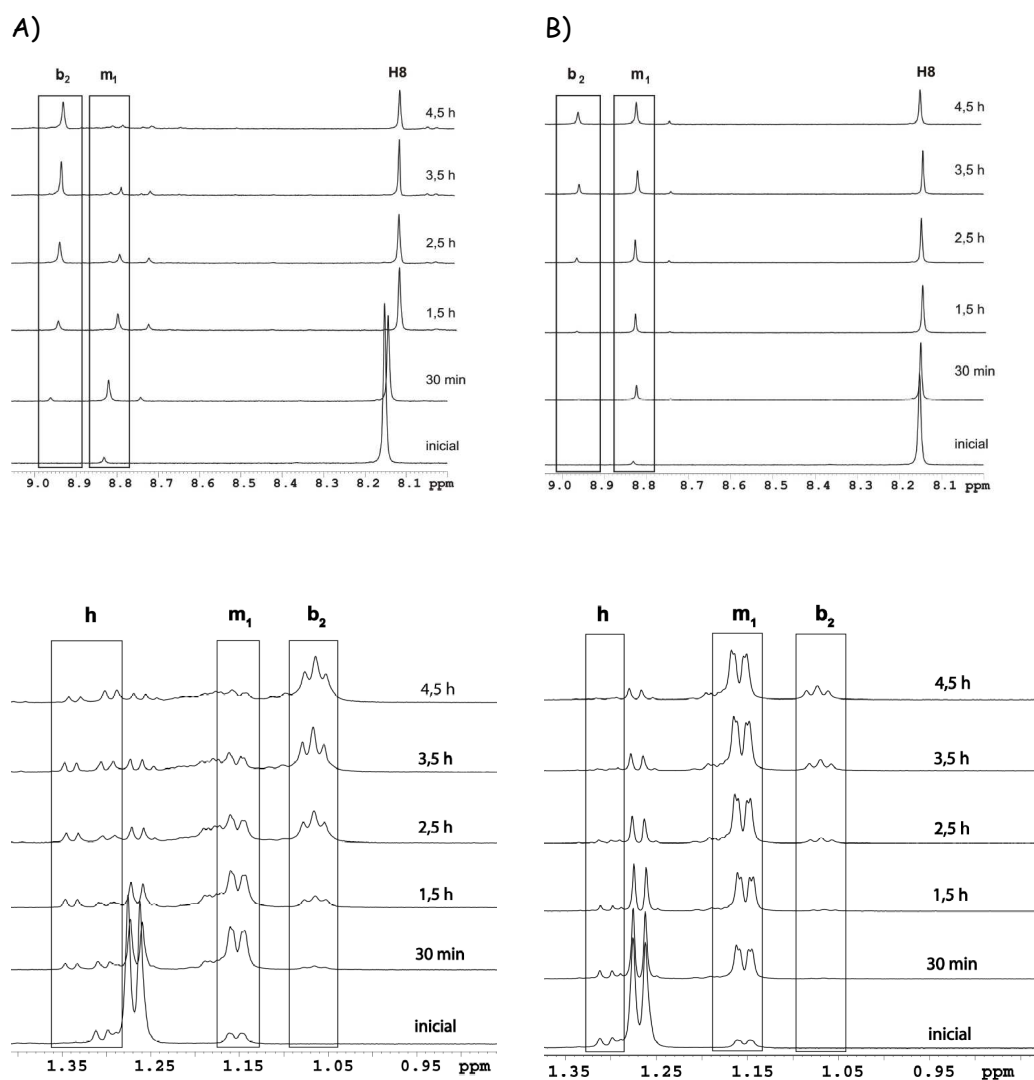 A)
b2 m1 H8
4,5 h
3,5 h
2,5 h
1,5 h
30 min
inicial
9.0 8.9 8.8 8.7 8.6 8.5 8.4 8.3 8.2 8.1 ppm
B)
b2 m1 H8
4,5 h
3,5 h
2,5 h
1,5 h
30 min
inicial
9.0 8.9 8.8 8.7 8.6 8.5 8.4 8.3 8.2 8.1 ppm
h m1 b2
4,5 h
3,5 h
2,5 h
1,5 h
30 min
inicial
1.35 1.25 1.15 1.05 0.95 ppm
h m1 b2
4,5 h
3,5 h
2,5 h
1,5 h
30 min
inicial
1.35 1.25 1.15 1.05 0.95 ppm